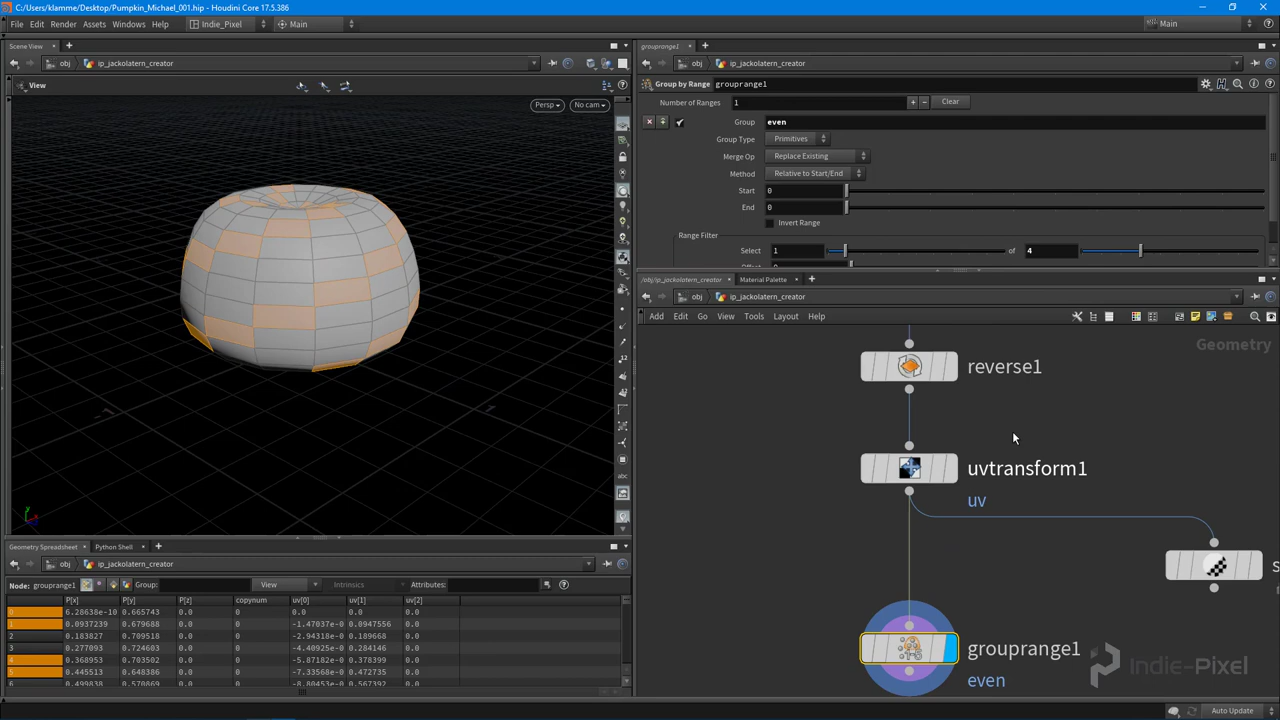 C:/Users/klamme/Desktop/Pumpkin_Michael_001.hip - Houdini Core 17.5.386
File Edit Render Assets Windows Help Indie_Pixel Main Main
Scene View
obj ip_jackolatern_creator
View
Persp No cam
Geometry Spreadsheet Python Shell
obj ip_jackolatern_creator
Node: grouprange1 Group: View Intrinsics Attributes:
P[x] P[y] P[z] copynum uv[0] uv[1] uv[2]
0 6.28638e-10 0.665743 0.0 0 0.0 0.0 0.0
1 0.0937239 0.679688 0.0 0 -1.47037e- 0.0947556 0.0
2 0.183827 0.709518 0.0 0 -2.94318e- 0.189668 0.0
3 0.277093 0.724603 0.0 0 -4.40925e- 0.284146 0.0
4 0.368953 0.703502 0.0 0 -5.87182e- 0.378399 0.0
5 0.445513 0.648386 0.0 0 -7.33568e- 0.472735 0.0
6 0.499838 0.570869 0.0 0 -8.80453e- 0.567392 0.0
grouprange1
obj ip_jackolatern_creator
Group by Range grouprange1
Number of Ranges 1 Clear
Group even
Group Type Primitives
Merge Op Replace Existing
Method Relative to Start/End
Start 0
End 0
Invert Range
Range Filter
Select 1 of 4
/obj/ip_jackolatern_creator Material Palette
obj ip_jackolatern_creator
Add Edit Go View Tools Layout Help
Geometry
reverse1
uvtransform1
uv
grouprange1
even
Indie-Pixel
Auto Update